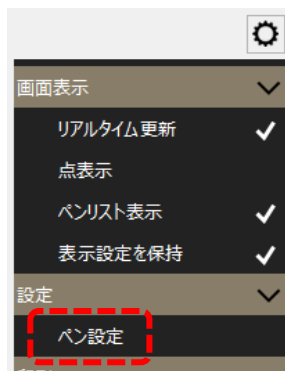 画面表示
リアルタイム更新
点表示
ペンリスト表示
表示設定を保持
設定
ペン設定